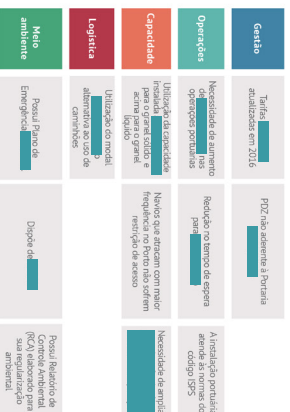 Gestão
Tarifas
atualizadas em 2016
PDZ não aderente à Portaria
A instalação portuária
atende às normas do
código ISPS
Operações
Necessidade de aumento
de nas
operações portuárias
Redução no tempo de espera
para
Capacidade
Utilização da capacidade
instalada
para o granel sólido e
acima para o granel
líquido
Navios que atracam com maior
frequência no Porto não sofrem
restrição de acesso
Necessidade de
Logística
Utilização do modal
alternativa ao uso de
caminhões
Meio
ambiente
Possui Plano de
Emergência
Dispõe de
Possui Relatório de
Controle Ambiental
(RCA) elaborado para
sua regularização
ambiental